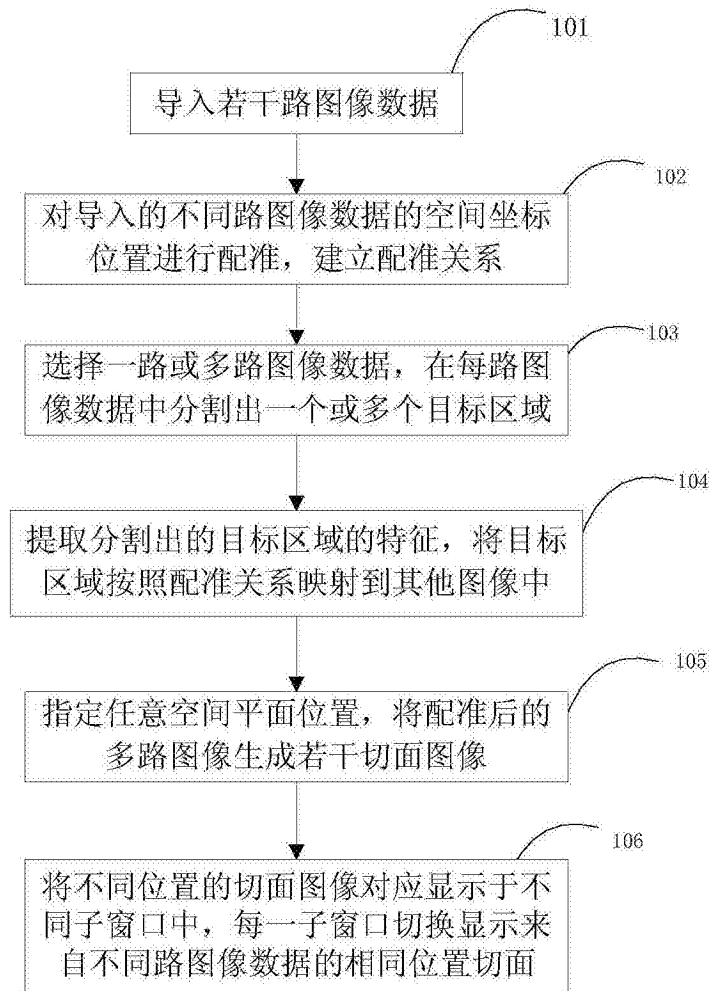 101
导入若干路图像数据
102
对导入的不同路图像数据的空间坐标
位置进行配准，建立配准关系
103
选择一路或多路图像数据，在每路图
像数据中分割出一个或多个目标区域
104
提取分割出的目标区域的特征，将目标
区域按照配准关系映射到其他图像中
105
指定任意空间平面位置，将配准后的
多路图像生成若干切面图像
106
将不同位置的切面图像对应显示于不
同子窗口中，每一子窗口切换显示来
自不同路图像数据的相同位置切面